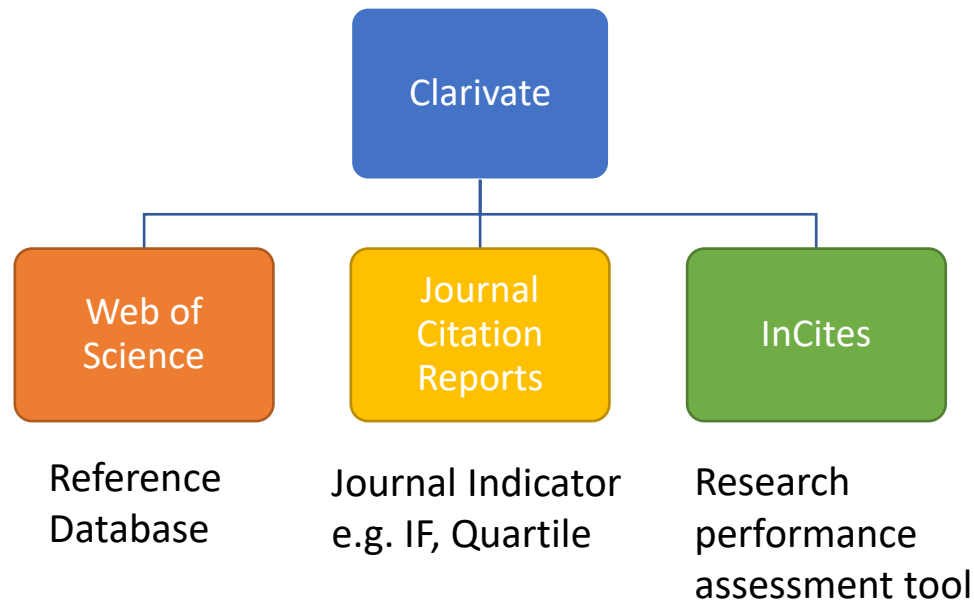 Clarivate
Web of
Science
Journal
Citation
Reports
InCites
Reference
Database
Journal Indicator
e.g. IF, Quartile
Research
performance
assessment tool